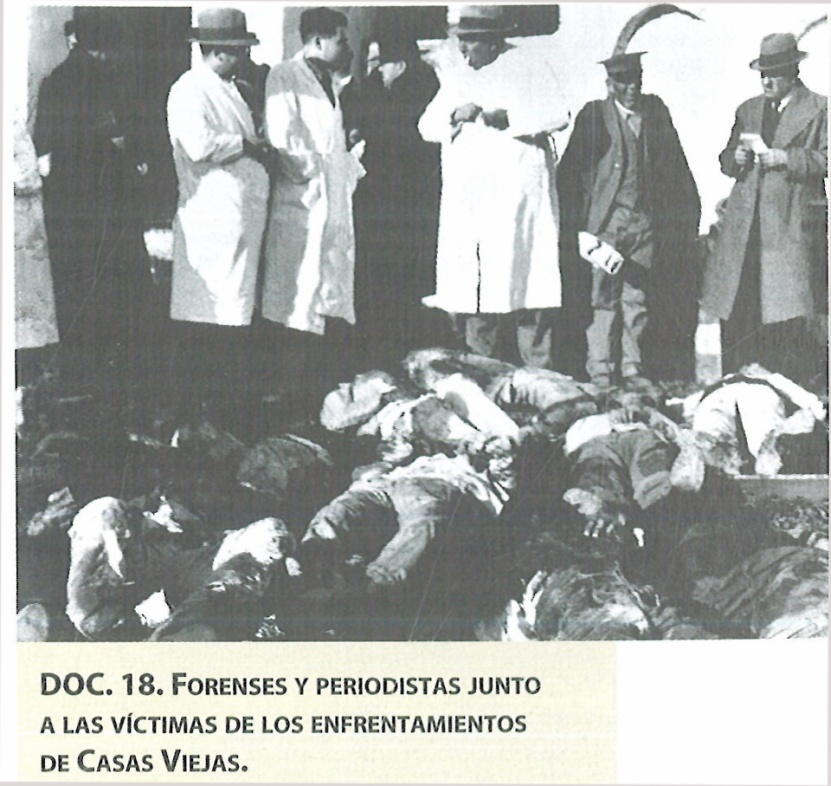 DOC. 18. FORENSES Y PERIODISTAS JUNTO
A LAS VÍCTIMAS DE LOS ENFRENTAMIENTOS
DE CASAS VIEJAS.